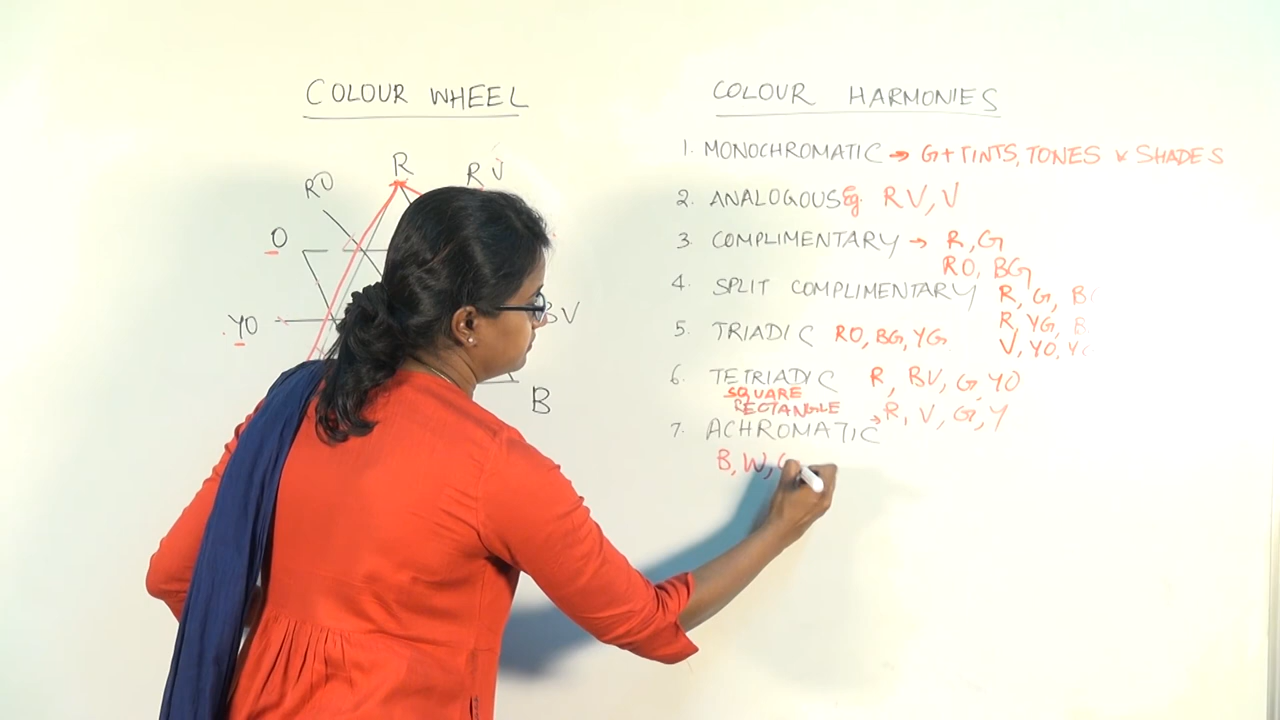 COLOUR WHEEL
R
RV
RO
O
YO
BV
B
COLOUR HARMONIES
1. MONOCHROMATIC → G+TINTS, TONES & SHADES
2. ANALOGOUS Eg. RV, V
3. COMPLIMENTARY → R, G
RO, BG
4. SPLIT COMPLIMENTARY R, G, B
R, YG, B
V, YO, Y
5. TRIADIC RO, BG, YG
6. TETRIADIC R, BV, G, YO
SQUARE
RECTANGLE → R, V, G, Y
7. ACHROMATIC
B, W, G